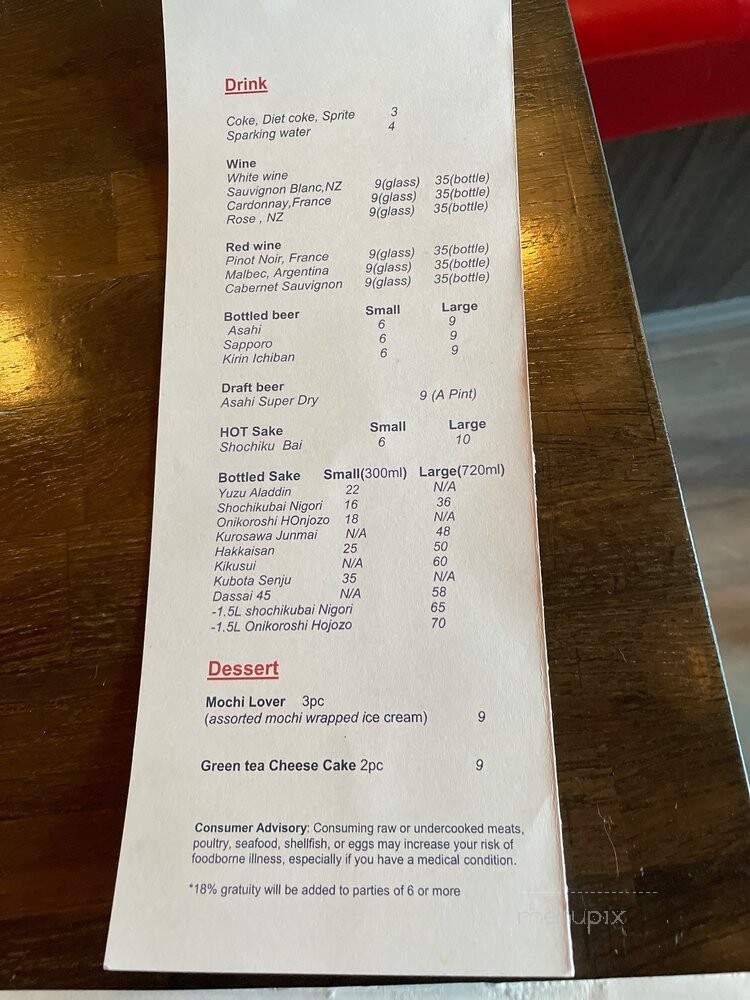 Drink
Coke, Diet coke, Sprite 3
Sparking water 4
Wine
White wine
Sauvignon Blanc,NZ 9(glass) 35(bottle)
Cardonnay,France 9(glass) 35(bottle)
Rose , NZ 9(glass) 35(bottle)
Red wine
Pinot Noir, France 9(glass) 35(bottle)
Malbec, Argentina 9(glass) 35(bottle)
Cabernet Sauvignon 9(glass) 35(bottle)
Bottled beer Small Large
Asahi 6 9
Sapporo 6 9
Kirin Ichiban 6 9
Draft beer
Asahi Super Dry 9 (A Pint)
HOT Sake Small Large
Shochiku Bai 6 10
Bottled Sake Small(300ml) Large(720ml)
Yuzu Aladdin 22 N/A
Shochikubai Nigori 16 36
Onikoroshi HOnjozo 18 N/A
Kurosawa Junmai N/A 48
Hakkaisan 25 50
Kikusui N/A 60
Kubota Senju 35 N/A
Dassai 45 N/A 58
-1.5L shochikubai Nigori 65
-1.5L Onikoroshi Hojozo 70
Dessert
Mochi Lover 3pc
(assorted mochi wrapped ice cream) 9
Green tea Cheese Cake 2pc 9
Consumer Advisory: Consuming raw or undercooked meats,
poultry, seafood, shellfish, or eggs may increase your risk of
foodborne illness, especially if you have a medical condition.
*18% gratuity will be added to parties of 6 or more
menupix